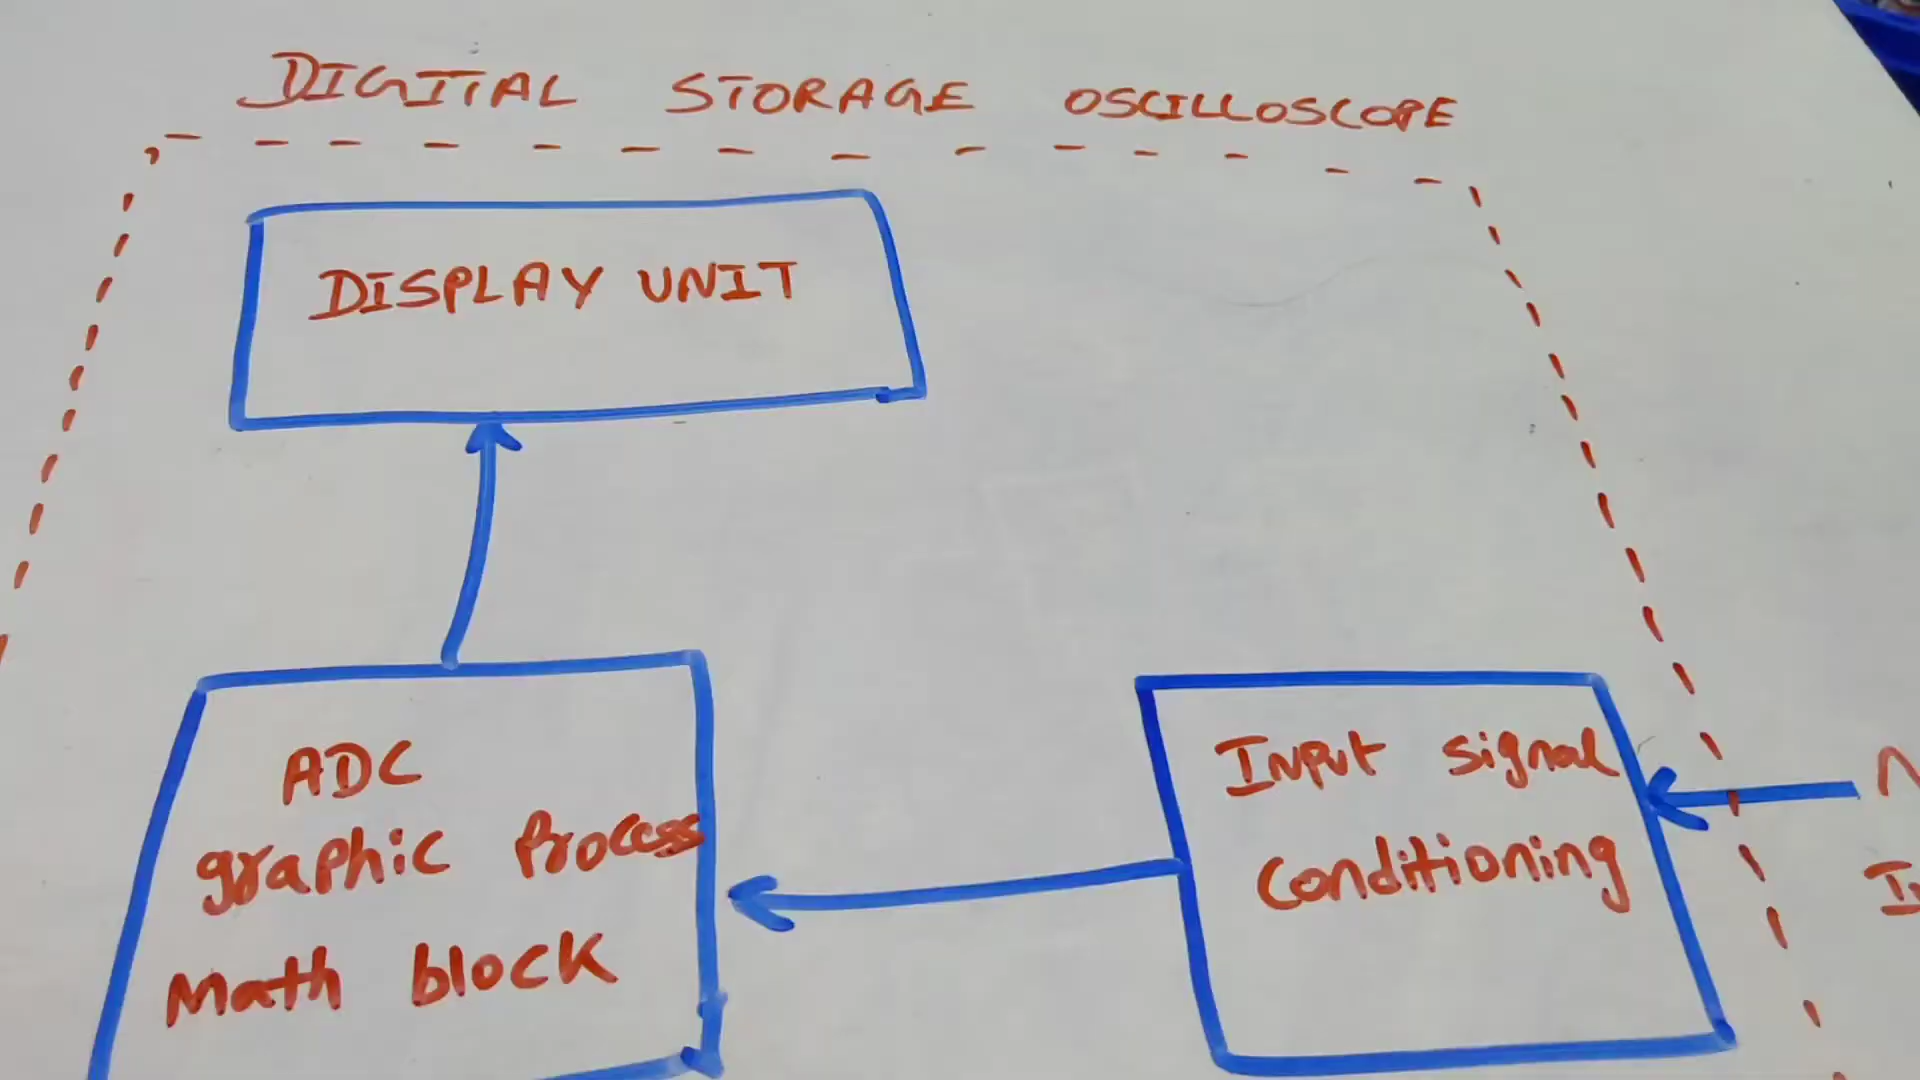 DIGITAL STORAGE OSCILLOSCOPE
DISPLAY UNIT
ADC
graphic Process
Math block
Input signal
Conditioning